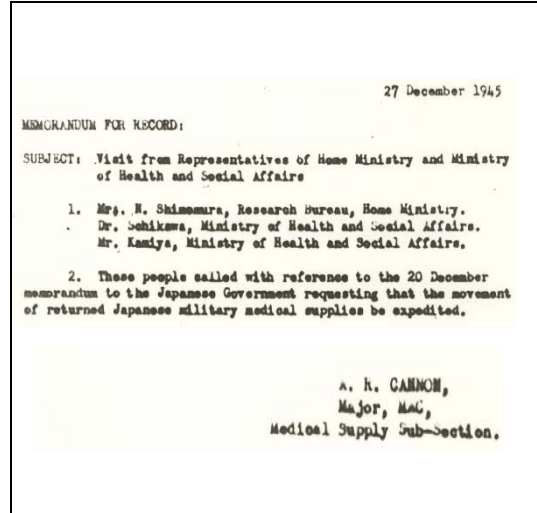 27 December 1945
MEMORANDUM FOR RECORD:
SUBJECT: Visit from Representatives of Home Ministry and Ministry
of Health and Social Affairs
1. Mrs. N. Shimemura, Research Bureau, Home Ministry.
Dr. Schikawa, Ministry of Health and Social Affairs.
Mr. Kamiya, Ministry of Health and Social Affairs.
2. These people called with reference to the 20 December
memorandum to the Japanese Government requesting that the movement
of returned Japanese military medical supplies be expedited.
A. R. CANNON,
Major, MAC,
Medical Supply Sub-Section.